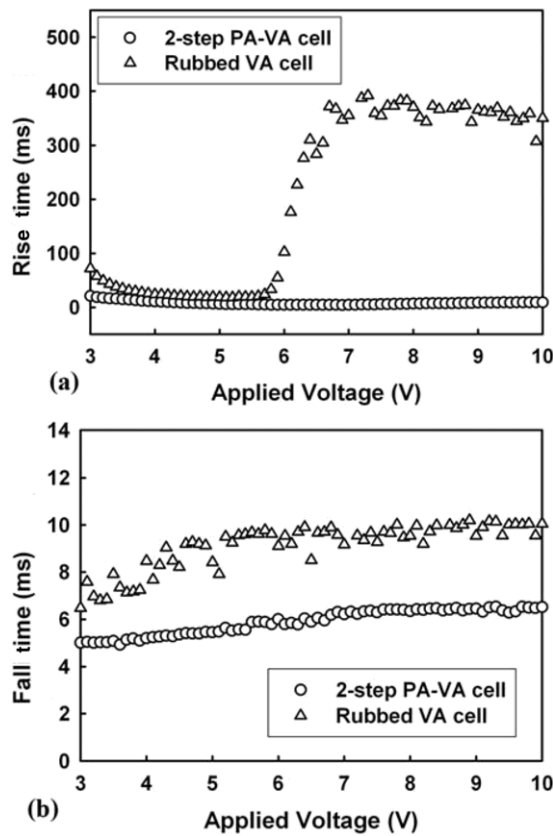 500
400
300
200
100
0
Rise time (ms)
2-step PA-VA cell
Rubbed VA cell
3 4 5 6 7 8 9 10
(a)
Applied Voltage (V)
14
12
10
8
6
4
2
0
Fall time (ms)
2-step PA-VA cell
Rubbed VA cell
3 4 5 6 7 8 9 10
(b)
Applied Voltage (V)